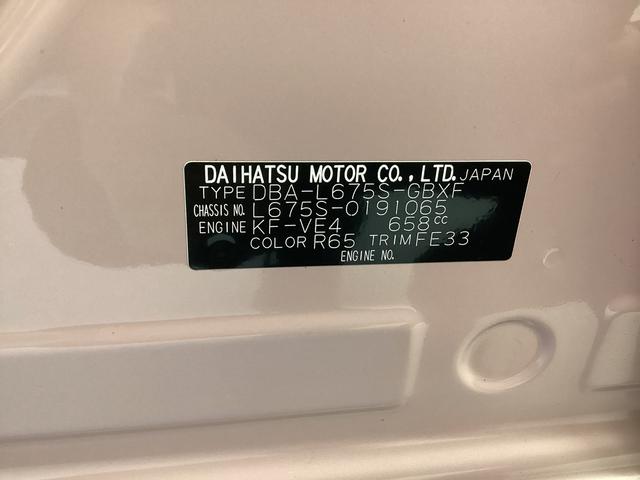 DAIHATSU MOTOR CO.,LTD. JAPAN
TYPE DBA-L675S-GBXF
CHASSIS NO. L675S-0191065
ENGINE KF-VE4 658CC
COLOR R65 TRIM FE33
ENGINE NO.